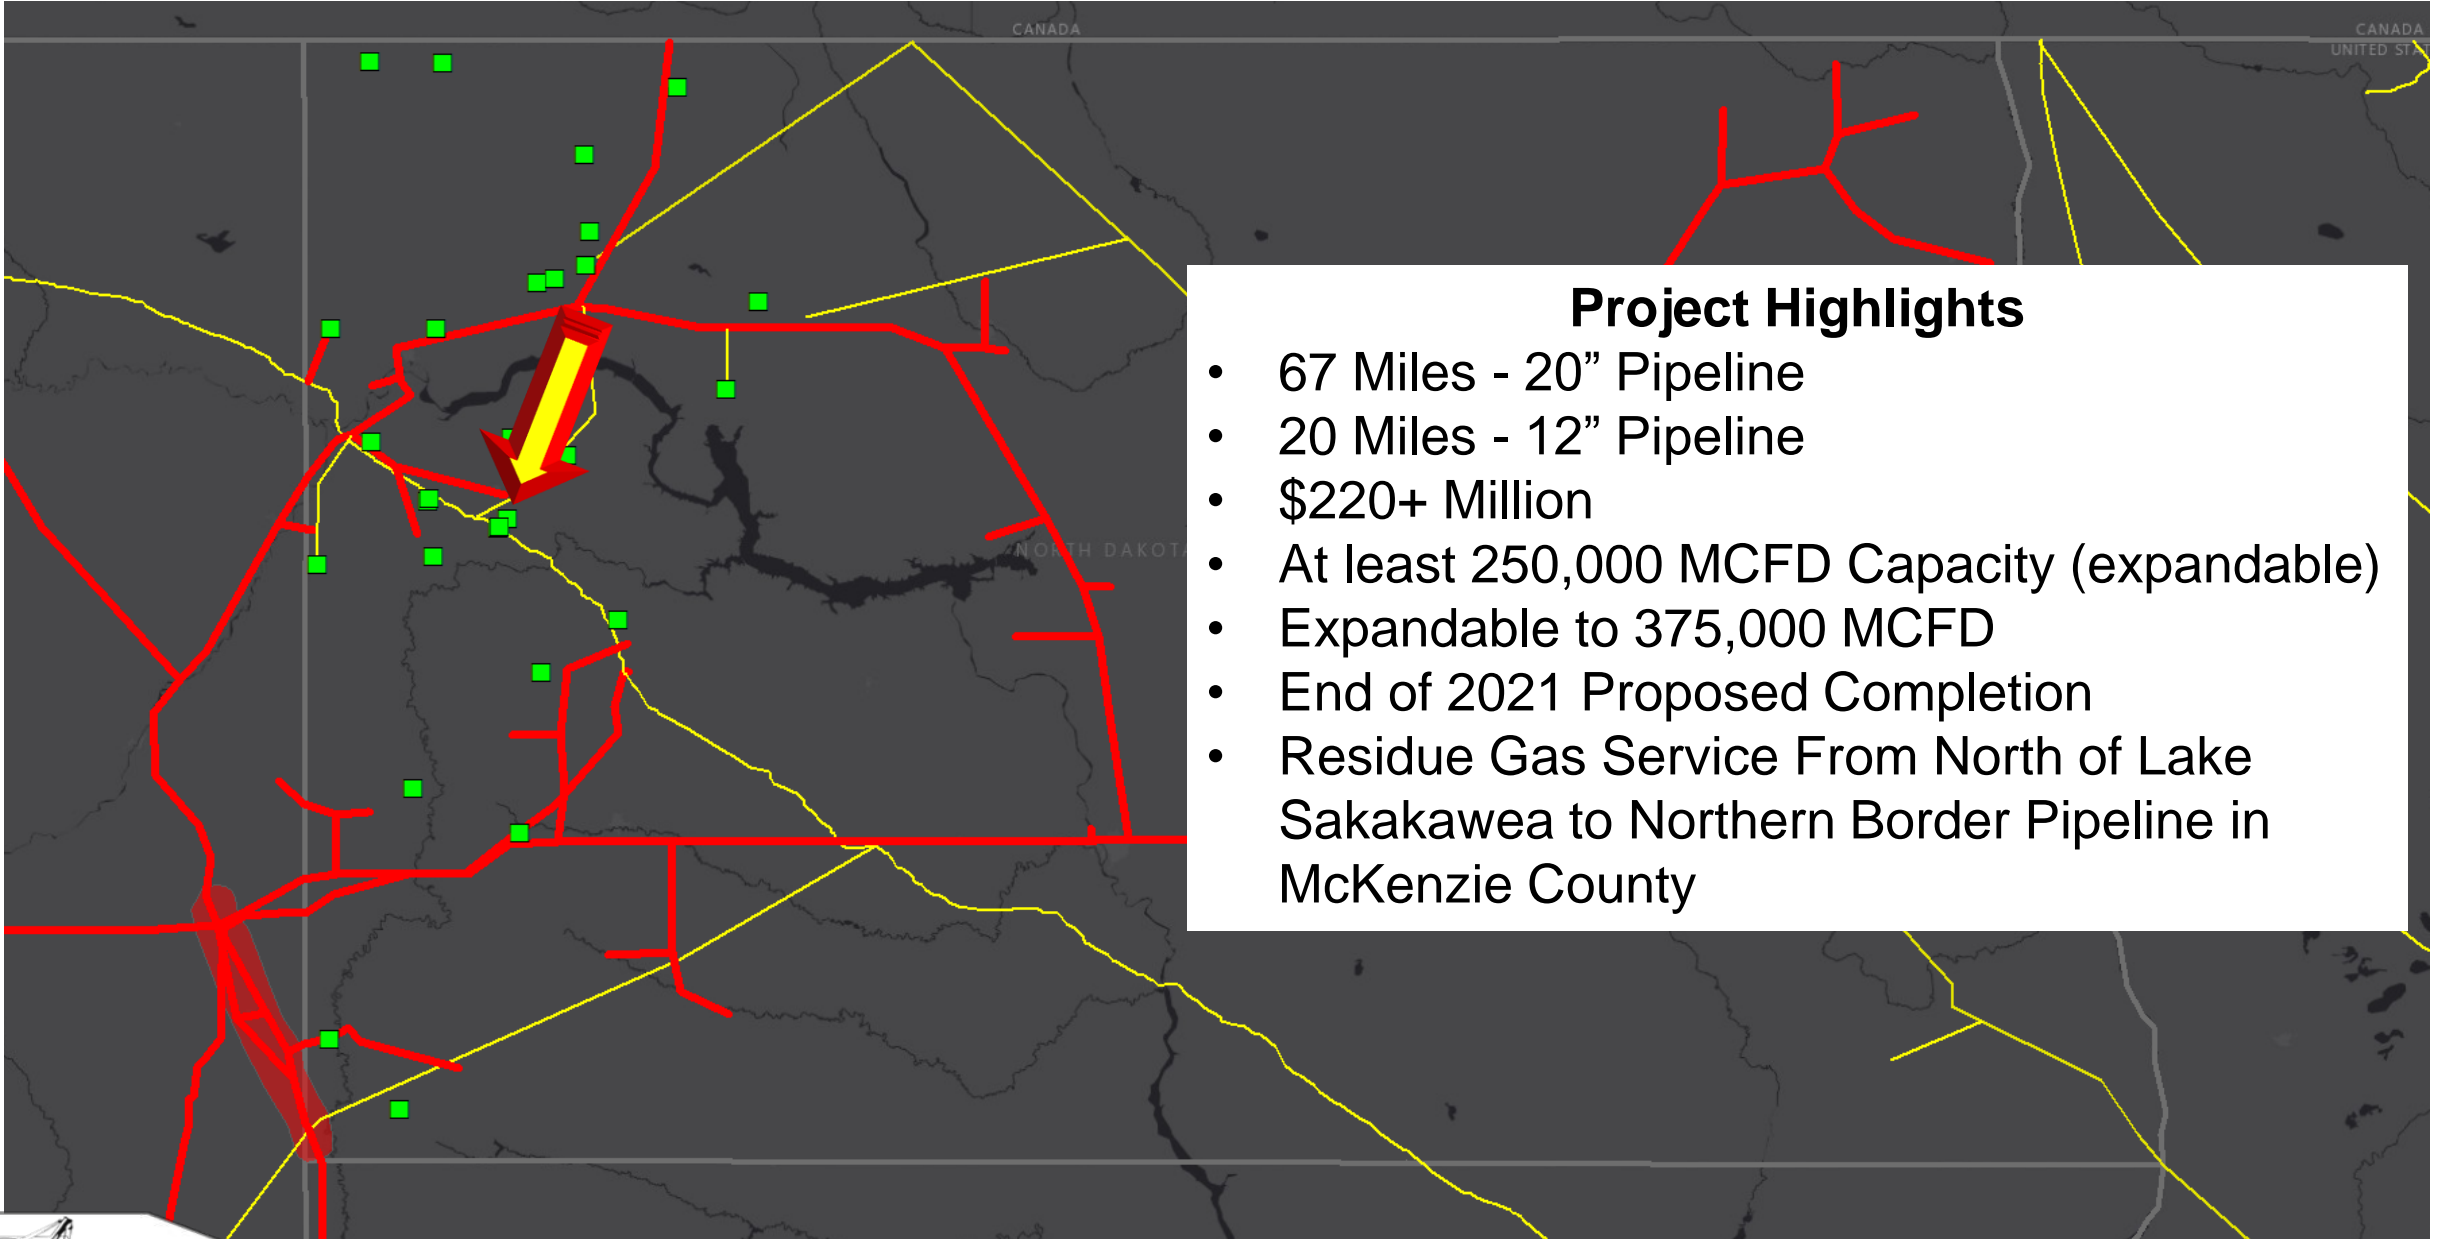 CANADA
CANADA
UNITED STAT
Project Highlights
• 67 Miles - 20” Pipeline
• 20 Miles - 12” Pipeline
• $220+ Million
• At least 250,000 MCFD Capacity (expandable)
NORTH DAKOTA
• Expandable to 375,000 MCFD
• End of 2021 Proposed Completion
• Residue Gas Service From North of Lake
Sakakawea to Northern Border Pipeline in
McKenzie County